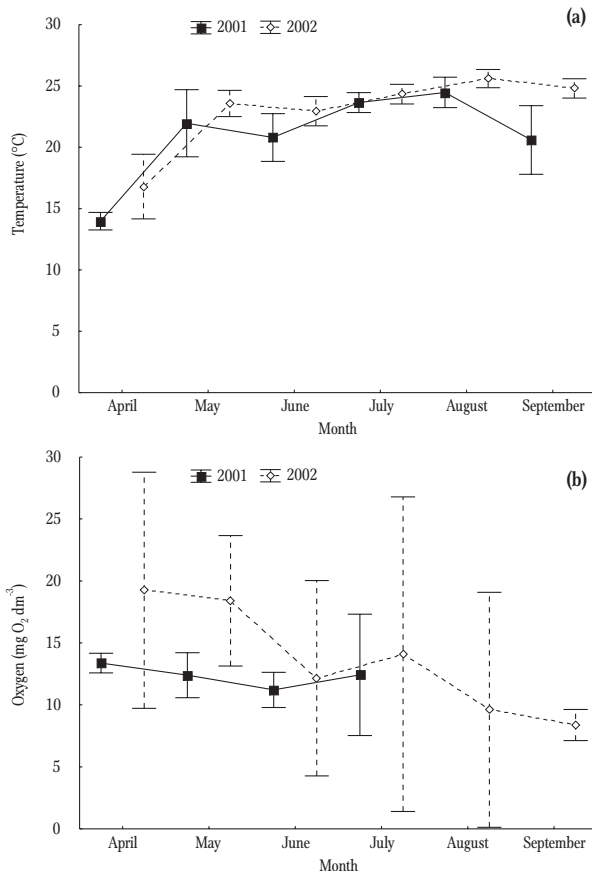 (a)
2001 2002
30
25
20
15
10
5
0
Temperature (°C)
April May June July August September
Month
(b)
2001 2002
30
25
20
15
10
5
0
Oxygen (mg O₂ dm⁻³)
April May June July August September
Month